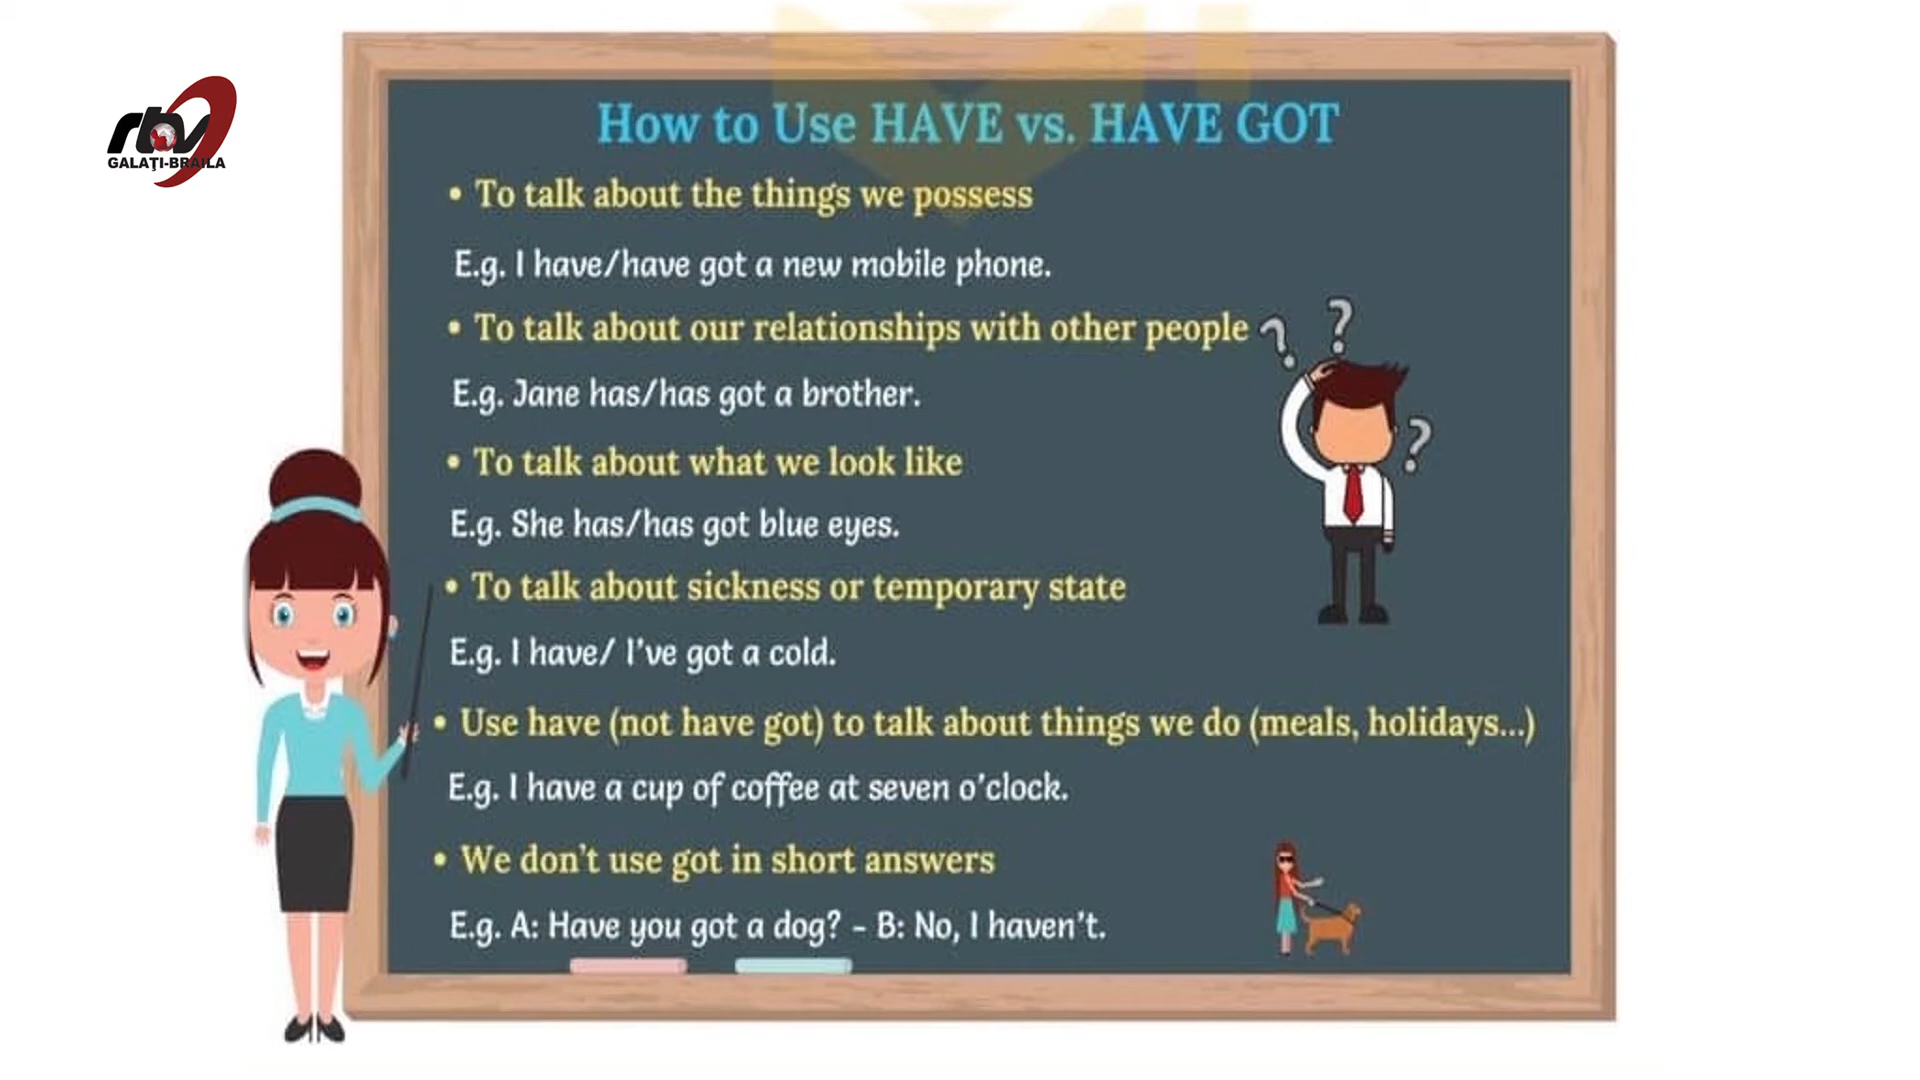 rtv
GALAŢI-BRAILA
How to Use HAVE vs. HAVE GOT
• To talk about the things we possess
E.g. I have/have got a new mobile phone.
• To talk about our relationships with other people
? ? ?
E.g. Jane has/has got a brother.
• To talk about what we look like
E.g. She has/has got blue eyes.
• To talk about sickness or temporary state
E.g. I have/ I've got a cold.
• Use have (not have got) to talk about things we do (meals, holidays...)
E.g. I have a cup of coffee at seven o'clock.
• We don't use got in short answers
E.g. A: Have you got a dog? - B: No, I haven't.